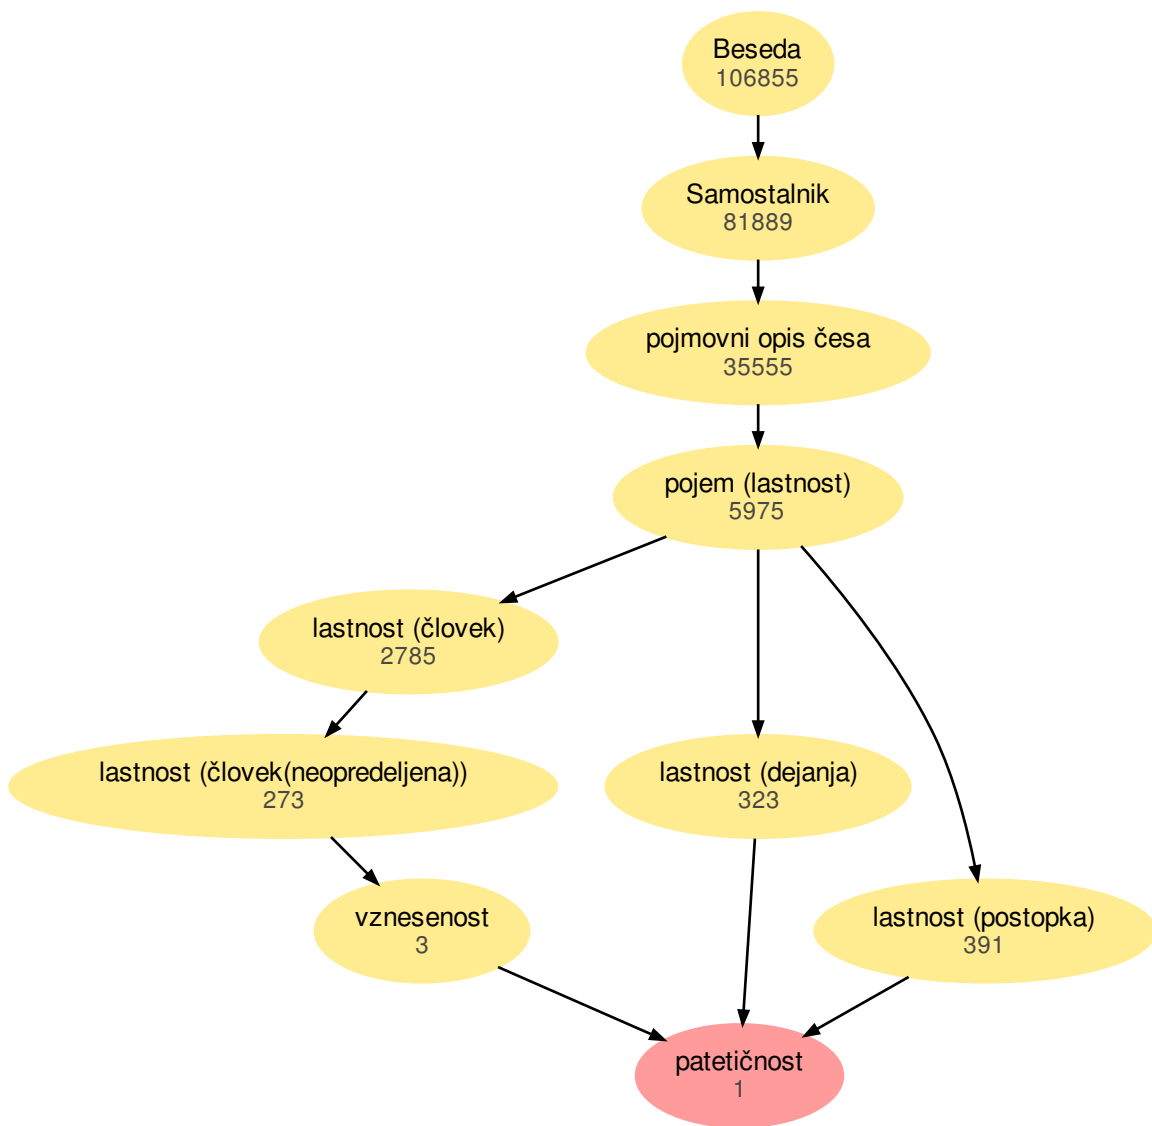 Beseda
106855
Samostalnik
81889
pojmovni opis česa
35555
pojem (lastnost)
5975
lastnost (človek)
2785
lastnost (človek(neopredeljena))
273
lastnost (dejanja)
323
vznesenost
3
lastnost (postopka)
391
patetičnost
1